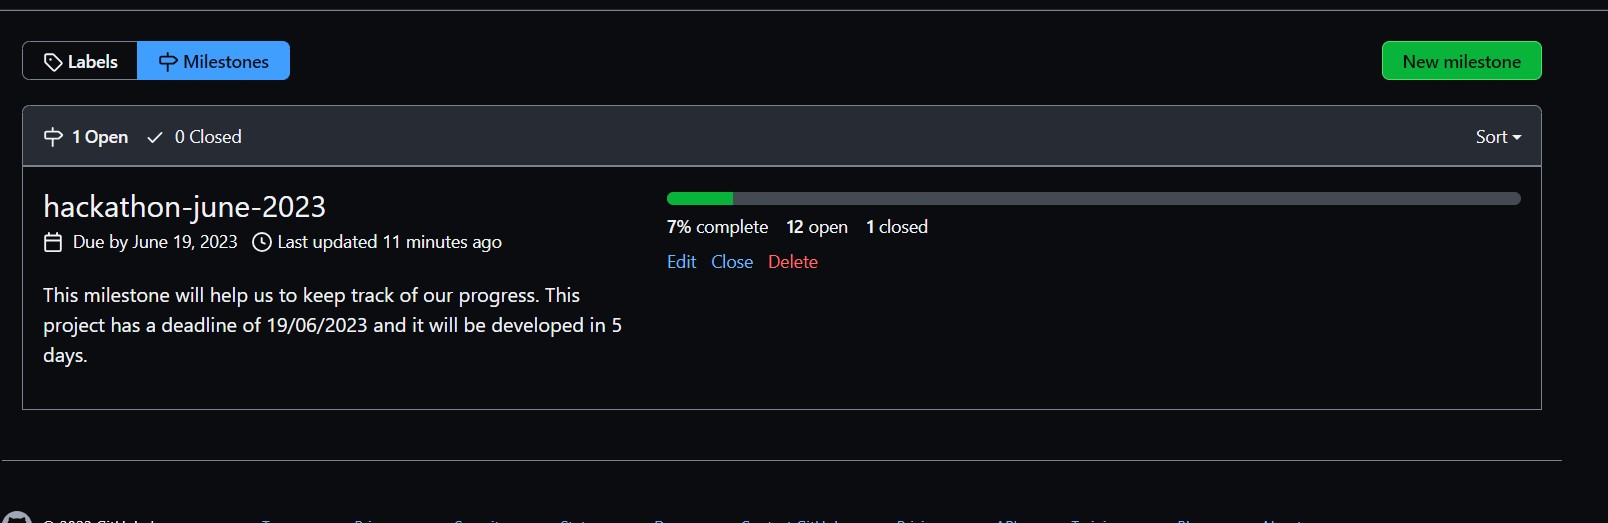 Labels Milestones New milestone
1 Open 0 Closed Sort
hackathon-june-2023
Due by June 19, 2023 Last updated 11 minutes ago
This milestone will help us to keep track of our progress. This
project has a deadline of 19/06/2023 and it will be developed in 5
days.
7% complete 12 open 1 closed
Edit Close Delete